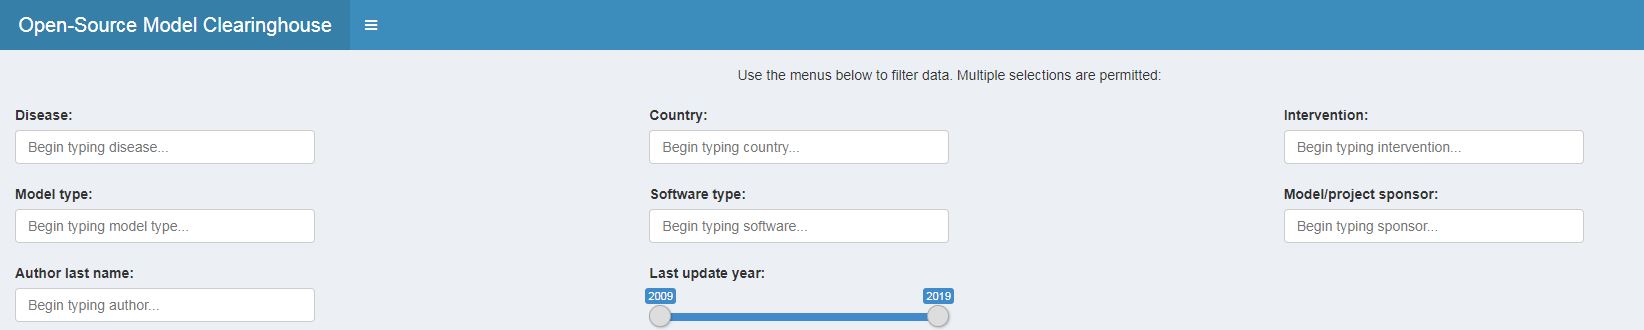 Open-Source Model Clearinghouse
Use the menus below to filter data. Multiple selections are permitted:
Disease:
Country:
Intervention:
Begin typing disease...
Begin typing country...
Begin typing intervention...
Model type:
Software type:
Model/project sponsor:
Begin typing model type...
Begin typing software...
Begin typing sponsor...
Author last name:
Last update year:
Begin typing author...
2009
2019